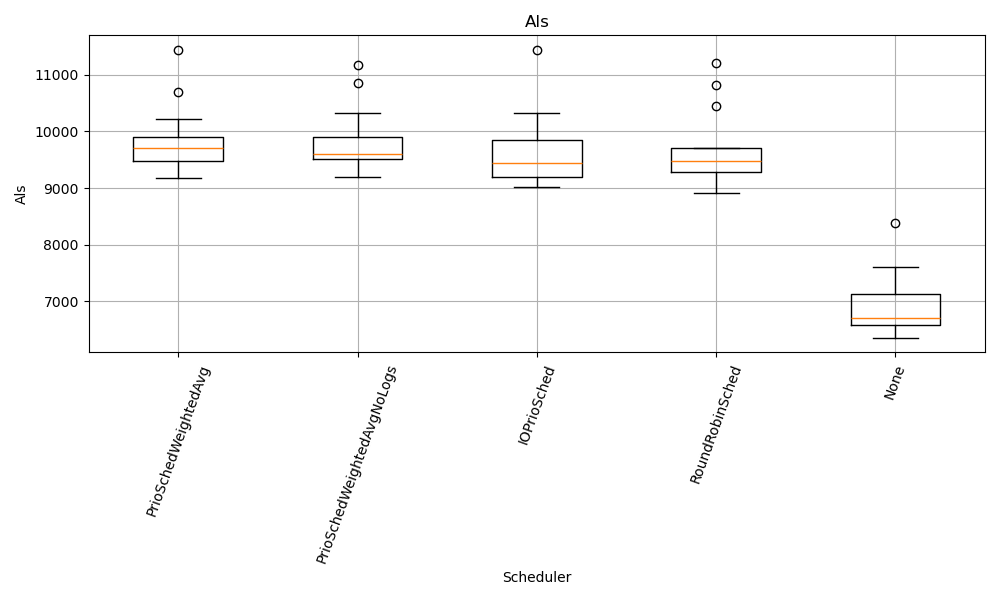 Als
11000
10000
9000
8000
7000
Als
PrioSchedWeightedAvg
PrioSchedWeightedAvgNoLogs
IOPrioSched
RoundRobinSched
None
Scheduler